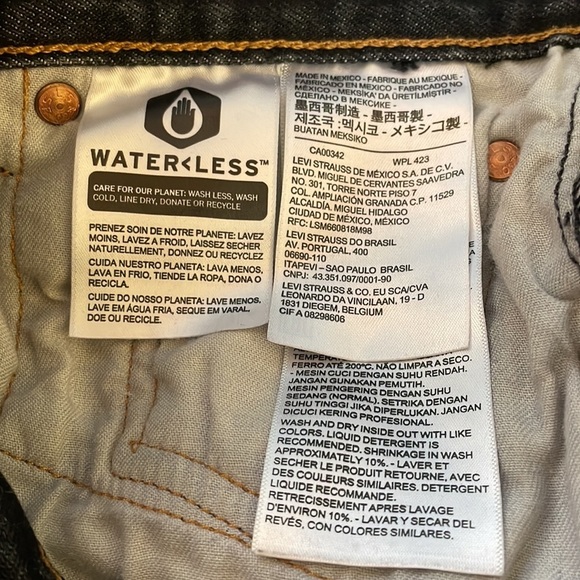 WATER<LESS™
CARE FOR OUR PLANET: WASH LESS, WASH
COLD, LINE DRY, DONATE OR RECYCLE
PRENEZ SOIN DE NOTRE PLANETE: LAVEZ
MOINS, LAVEZ A FROID, LAISSEZ SECHER
NATURELLEMENT, DONNEZ OU RECYCLEZ
CUIDA NUESTRO PLANETA: LAVA MENOS,
LAVA EN FRIO, TIENDE LA ROPA, DONA O
RECICLA.
CUIDE DO NOSSO PLANETA: LAVE MENOS,
LAVE EM ÁGUA FRIA, SEQUE EM VARAL.
DOE OU RECICLE.
MADE IN MEXICO - FABRIQUE AU MEXIQUE -
FABRICADO EN MEXICO - FABRICADO NO
MÉXICO - MEKSİKA' DA ÜRETİLMİŞTİR -
СДЕЛАНО В МЕКСИКЕ -
墨西哥制造 - 墨西哥製 -
제조국 :멕시코 - メキシコ製 -
BUATAN MEKSIKO
CA00342 WPL 423
LEVI STRAUSS DE MÉXICO S.A. DE C.V.
BLVD. MIGUEL DE CERVANTES SAAVEDRA
NO. 301, TORRE NORTE PISO 7
COL. AMPLIACIÓN GRANADA C.P. 11529
ALCALDÍA. MIGUEL HIDALGO
CIUDAD DE MÉXICO, MÉXICO
RFC: LSM660818M98
LEVI STRAUSS DO BRASIL
AV. PORTUGAL, 400
06690-110
ITAPEVI – SAO PAULO BRASIL
CNPJ: 43.351.097/0001-90
LEVI STRAUSS & CO. EU SCA/CVA
LEONARDO DA VINCILAAN, 19 - D
1831 DIEGEM, BELGIUM
CIF A 08298606
FERRO ATÉ 200°C. NÃO LIMPAR A SECO.
- MESIN CUCI DENGAN SUHU RENDAH.
JANGAN GUNAKAN PEMUTIH.
- MESIN PENGERING DENGAN SUHU
SEDANG (NORMAL). SETRIKA DENGAN
SUHU TINGGI JIKA DIPERLUKAN. JANGAN
DICUCI KERING PROFESIONAL.
WASH AND DRY INSIDE OUT WITH LIKE
COLORS. LIQUID DETERGENT IS
RECOMMENDED. SHRINKAGE IN WASH
APPROXIMATELY 10%. - LAVER ET
SECHER LE PRODUIT RETOURNE, AVEC
DES COULEURS SIMILAIRES. DETERGENT
LIQUIDE RECOMMANDE.
RETRECISSEMENT APRES LAVAGE
D'ENVIRON 10%. - LAVAR Y SECAR DEL
REVÉS, CON COLORES SIMILARES.